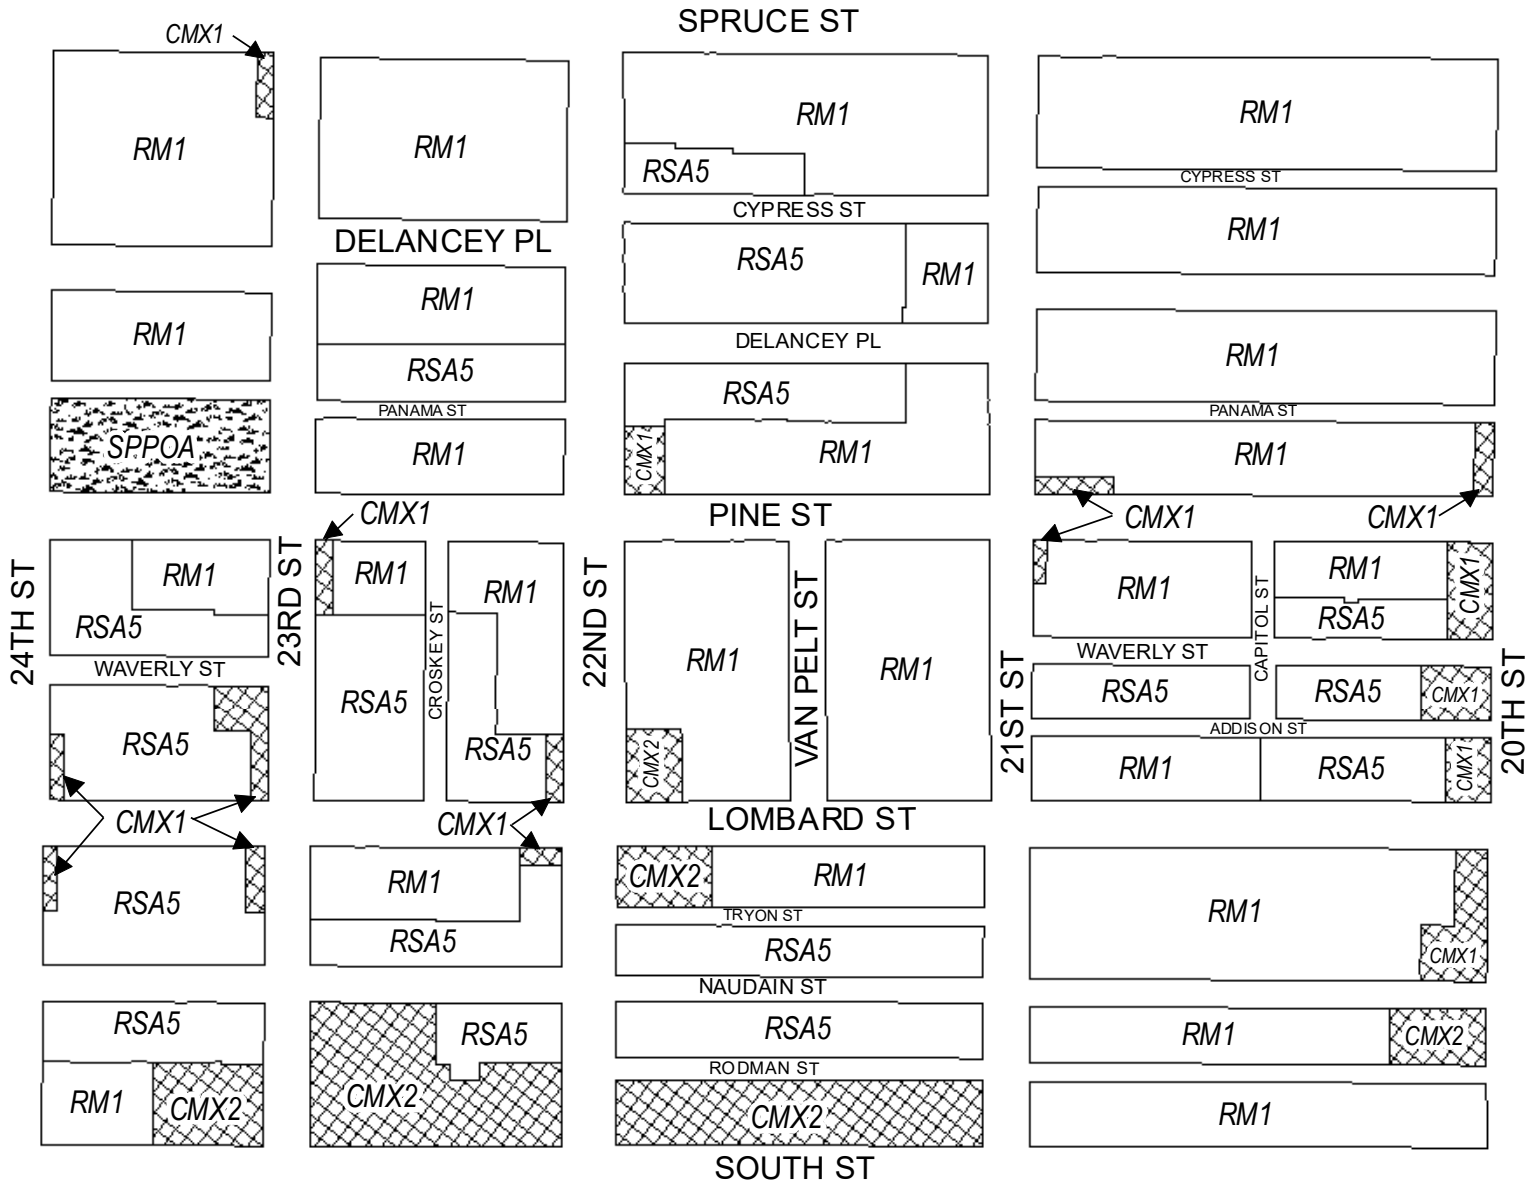 SPRUCE ST
CMX1
RM1
RM1
RM1
RM1
RSA5
CYPRESS ST
CYPRESS ST
DELANCEY PL
RM1
RSA5
RM1
RM1
RM1
RSA5
DELANCEY PL
RM1
RSA5
PANAMA ST
PANAMA ST
SPPOA
RM1
CMX1
RM1
RM1
CMX1
PINE ST
CMX1
CMX1
24TH ST
RM1
RSA5
23RD ST
RM1
CROSKEY ST
RM1
22ND ST
RM1
VAN PELT ST
RM1
21ST ST
RM1
CAPITOL ST
RM1
RSA5
CMX1
20TH ST
WAVERLY ST
WAVERLY ST
RSA5
RSA5
RSA5
CMX2
RSA5
RSA5
CMX1
ADDISON ST
RM1
RSA5
CMX1
CMX1
CMX1
LOMBARD ST
RSA5
RM1
RSA5
CMX2
RM1
TRYON ST
RSA5
RM1
CMX1
NAUDAIN ST
RSA5
RSA5
RSA5
RM1
CMX2
RODMAN ST
RM1
CMX2
CMX2
CMX2
RM1
SOUTH ST